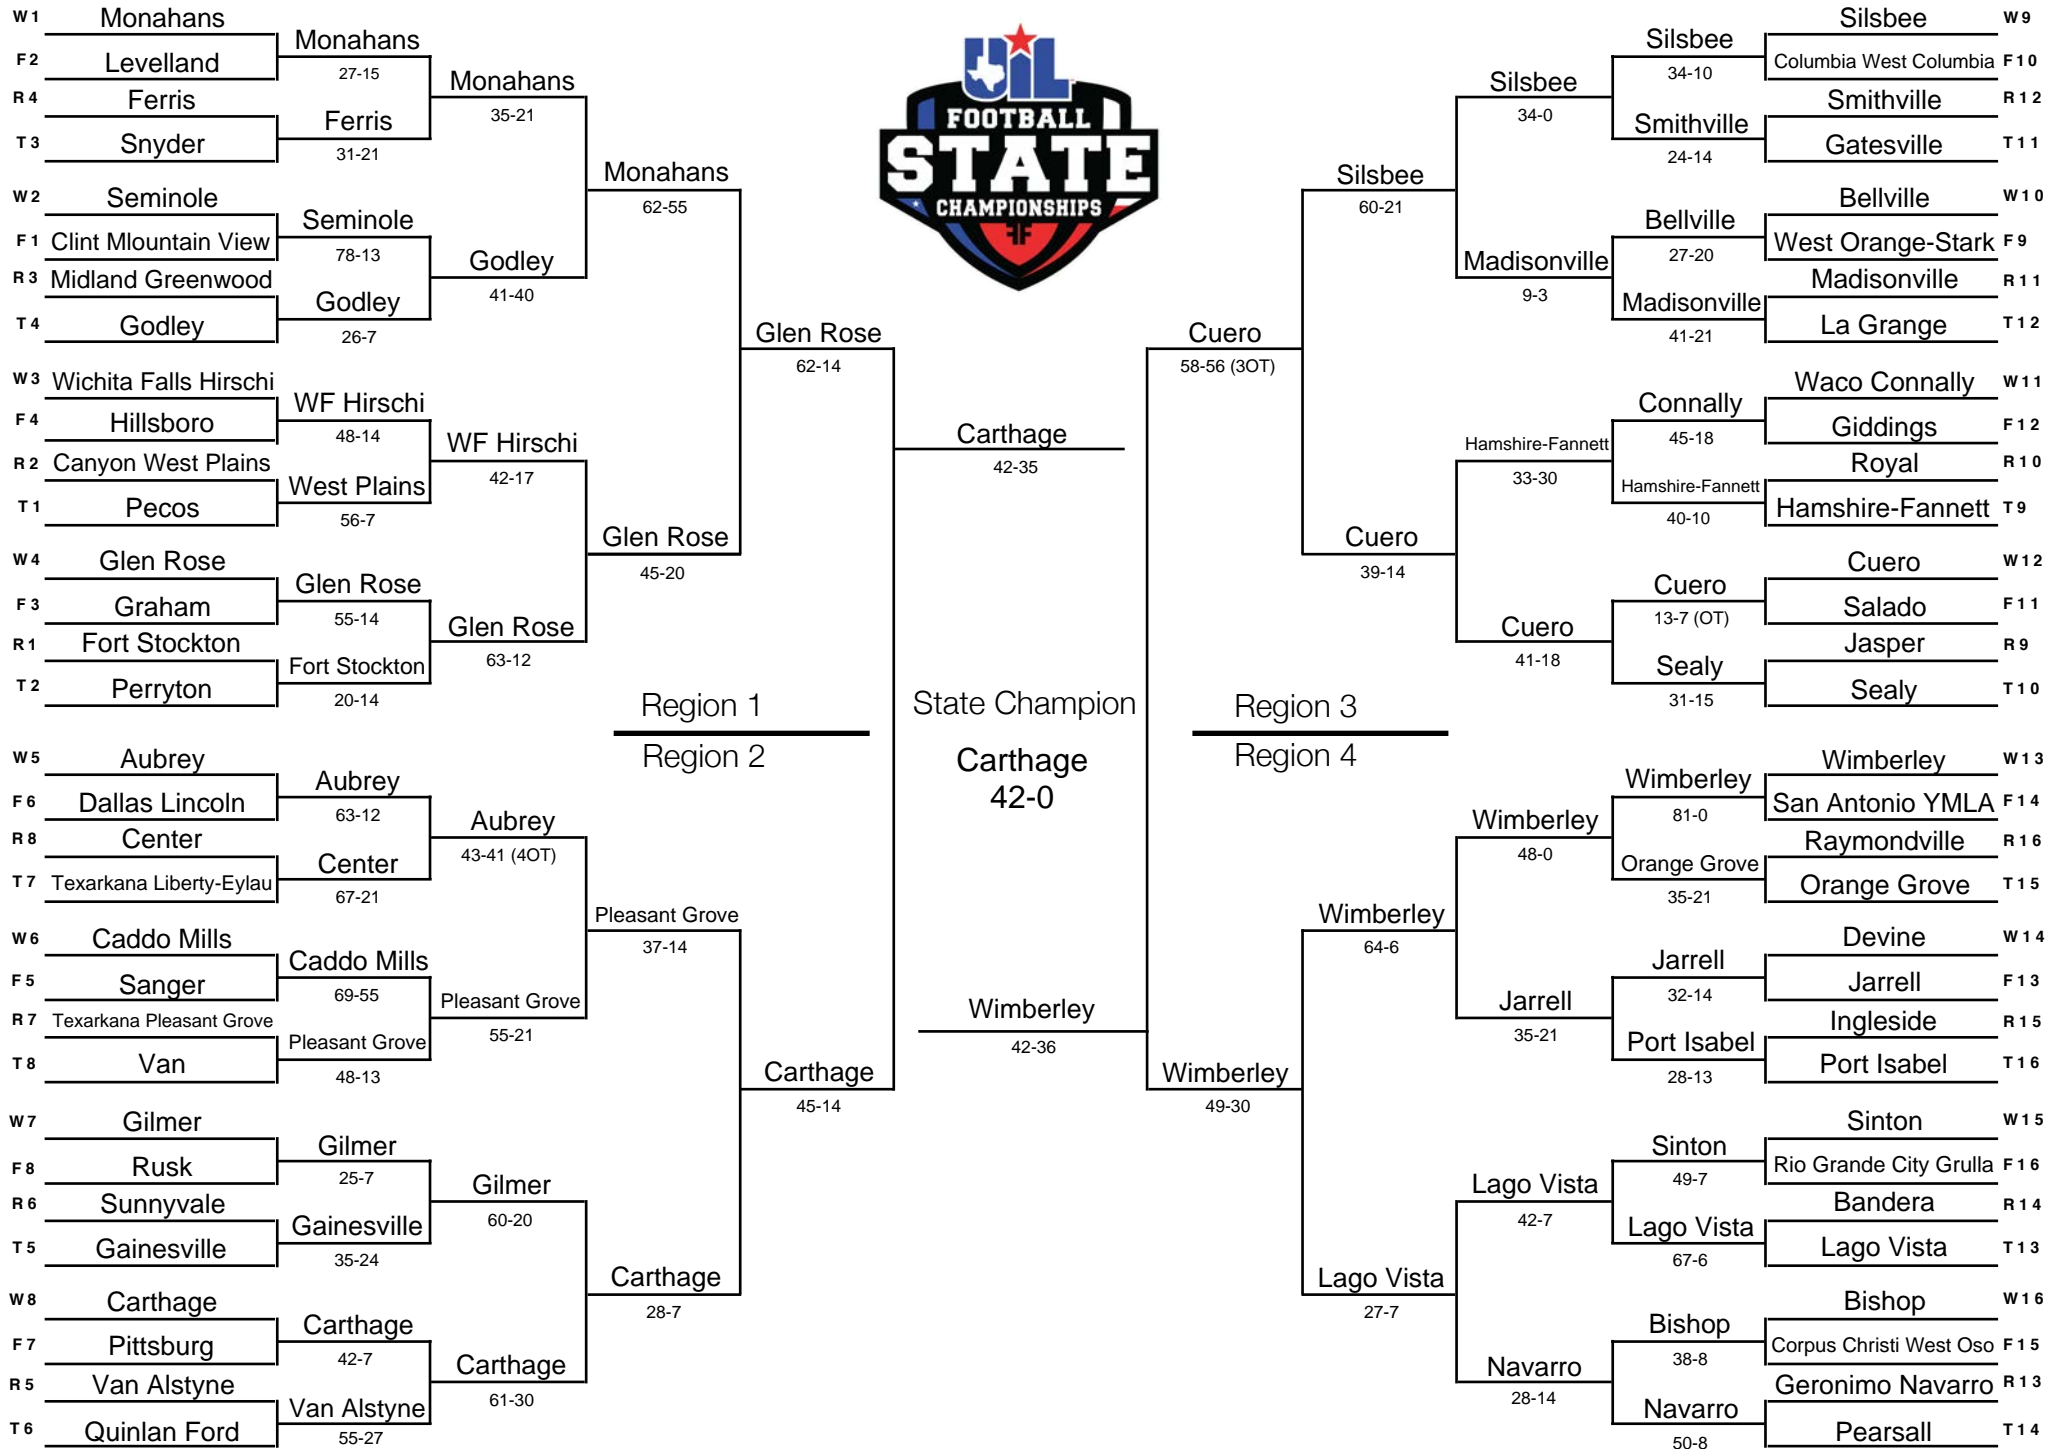 W1 Monahans
F2 Levelland
R4 Ferris
T3 Snyder
W2 Seminole
F1 Clint Mlountain View
R3 Midland Greenwood
T4 Godley
W3 Wichita Falls Hirschi
F4 Hillsboro
R2 Canyon West Plains
T1 Pecos
W4 Glen Rose
F3 Graham
R1 Fort Stockton
T2 Perryton
W5 Aubrey
F6 Dallas Lincoln
R8 Center
T7 Texarkana Liberty-Eylau
W6 Caddo Mills
F5 Sanger
R7 Texarkana Pleasant Grove
T8 Van
W7 Gilmer
F8 Rusk
R6 Sunnyvale
T5 Gainesville
W8 Carthage
F7 Pittsburg
R5 Van Alstyne
T6 Quinlan Ford
Monahans
27-15
Ferris
31-21
Seminole
78-13
Godley
26-7
WF Hirschi
48-14
West Plains
56-7
Glen Rose
55-14
Fort Stockton
20-14
Aubrey
63-12
Center
67-21
Caddo Mills
69-55
Pleasant Grove
48-13
Gilmer
25-7
Gainesville
35-24
Carthage
42-7
Van Alstyne
55-27
Monahans
35-21
Godley
41-40
WF Hirschi
42-17
Glen Rose
63-12
Aubrey
43-41 (4OT)
Pleasant Grove
55-21
Gilmer
60-20
Carthage
61-30
Monahans
62-55
Glen Rose
45-20
Pleasant Grove
37-14
Carthage
28-7
Glen Rose
62-14
Carthage
45-14
Region 1
Region 2
UIL
FOOTBALL
STATE
CHAMPIONSHIPS
Carthage
42-35
State Champion
Carthage
42-0
Wimberley
42-36
Region 3
Region 4
Cuero
58-56 (3OT)
Wimberley
49-30
Silsbee
60-21
Cuero
39-14
Wimberley
64-6
Lago Vista
27-7
Silsbee
34-0
Madisonville
9-3
Hamshire-Fannett
33-30
Cuero
41-18
Wimberley
48-0
Jarrell
35-21
Lago Vista
42-7
Navarro
28-14
Silsbee
34-10
Smithville
24-14
Bellville
27-20
Madisonville
41-21
Connally
45-18
Hamshire-Fannett
40-10
Cuero
13-7 (OT)
Sealy
31-15
Wimberley
81-0
Orange Grove
35-21
Jarrell
32-14
Port Isabel
28-13
Sinton
49-7
Lago Vista
67-6
Bishop
38-8
Navarro
50-8
Silsbee W9
Columbia West Columbia F10
Smithville R12
Gatesville T11
Bellville W10
West Orange-Stark F9
Madisonville R11
La Grange T12
Waco Connally W11
Giddings F12
Royal R10
Hamshire-Fannett T9
Cuero W12
Salado F11
Jasper R9
Sealy T10
Wimberley W13
San Antonio YMLA F14
Raymondville R16
Orange Grove T15
Devine W14
Jarrell F13
Ingleside R15
Port Isabel T16
Sinton W15
Rio Grande City Grulla F16
Bandera R14
Lago Vista T13
Bishop W16
Corpus Christi West Oso F15
Geronimo Navarro R13
Pearsall T14